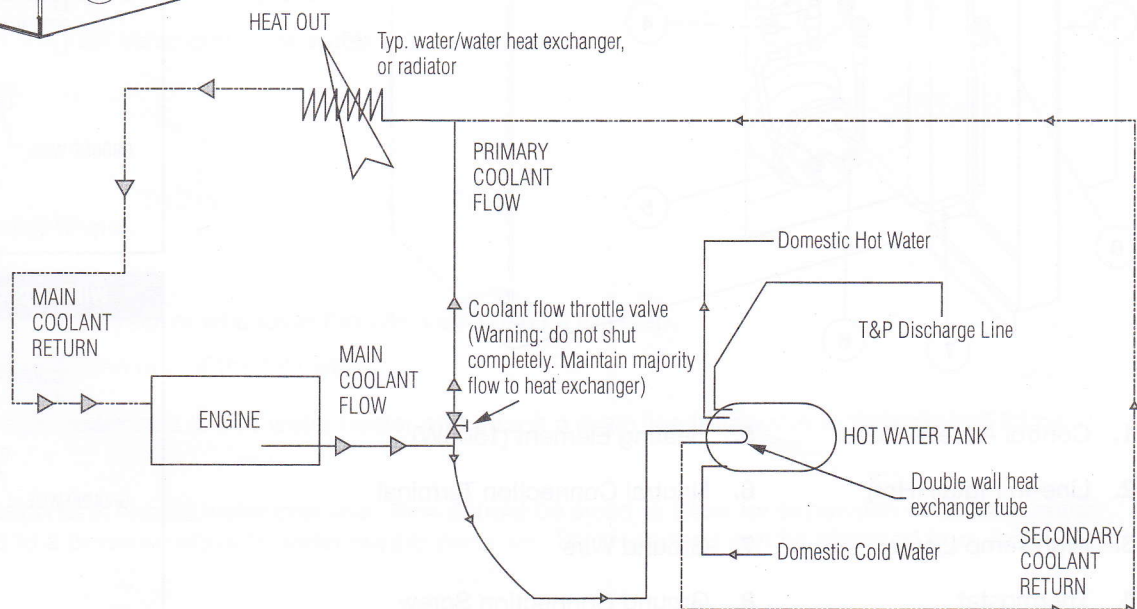 HEAT OUT
Typ. water/water heat exchanger,
or radiator
PRIMARY
COOLANT
FLOW
Domestic Hot Water
MAIN
COOLANT
RETURN
Coolant flow throttle valve
(Warning: do not shut
completely. Maintain majority
flow to heat exchanger)
T&P Discharge Line
MAIN
COOLANT
FLOW
ENGINE
HOT WATER TANK
Double wall heat
exchanger tube
Domestic Cold Water
SECONDARY
COOLANT
RETURN